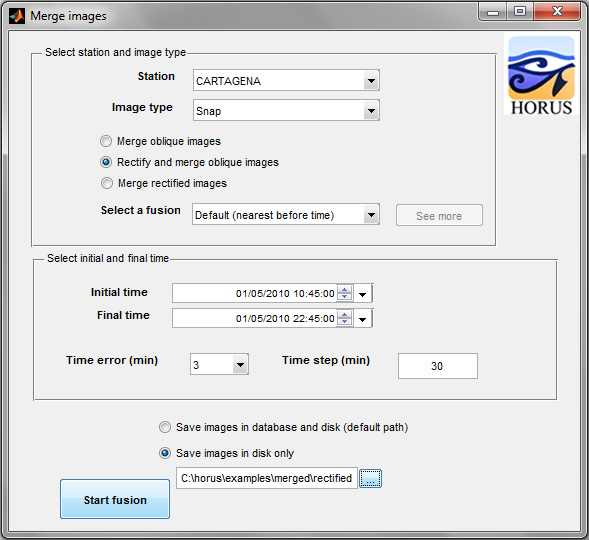 Merge images
Select station and image type
HORUS
Station CARTAGENA
Image type Snap
Merge oblique images
Rectify and merge oblique images
Merge rectified images
Select a fusion Default (nearest before time) See more
Select initial and final time
Initial time 01/05/2010 10:45:00
Final time 01/05/2010 22:45:00
Time error (min) 3 Time step (min) 30
Save images in database and disk (default path)
Save images in disk only
C:\horus\examples\merged\rectified ...
Start fusion